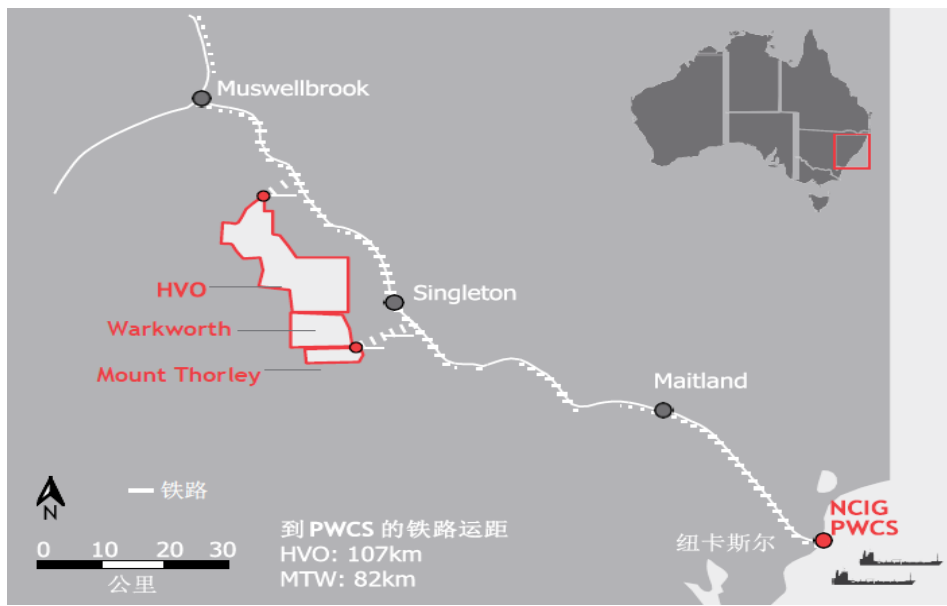 Muswellbrook
HVO
Singleton
Warkworth
Mount Thorley
Maitland
NCIG
PWCS
纽卡斯尔
N
铁路
0 10 20 30
公里
到 PWCS 的铁路运距
HVO: 107km
MTW: 82km